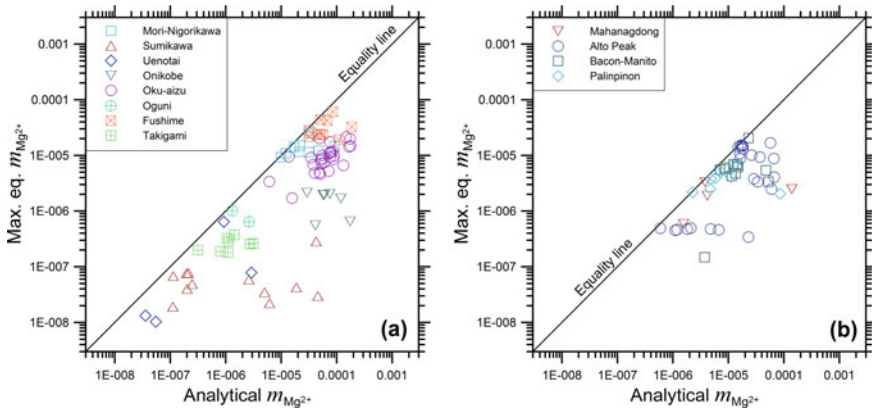 0.001
0.0001
1E-005
1E-006
1E-007
1E-008
Max. eq. mMg2+
Mori-Nigorikawa
Sumikawa
Uenotai
Onikobe
Oku-aizu
Oguni
Fushime
Takigami
Equality line
(a)
1E-008 1E-007 1E-006 1E-005 0.0001 0.001
Analytical mMg2+
0.001
0.0001
1E-005
1E-006
1E-007
1E-008
Max. eq. mMg2+
Mahanagdong
Alto Peak
Bacon-Manito
Palinpinon
Equality line
(b)
1E-008 1E-007 1E-006 1E-005 0.0001 0.001
Analytical mMg2+